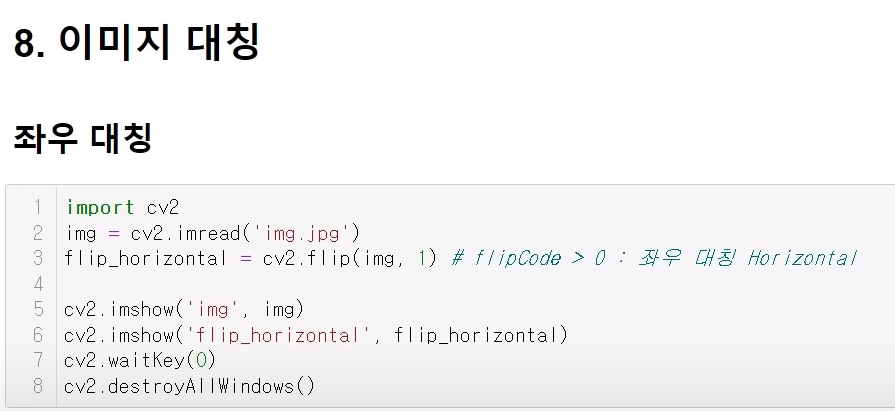 8. 이미지 대칭
좌우 대칭
1 import cv2
2 img = cv2.imread('img.jpg')
3 flip_horizontal = cv2.flip(img, 1) # flipCode > 0 : 좌우 대칭 Horizontal
4
5 cv2.imshow('img', img)
6 cv2.imshow('flip_horizontal', flip_horizontal)
7 cv2.waitKey(0)
8 cv2.destroyAllWindows()